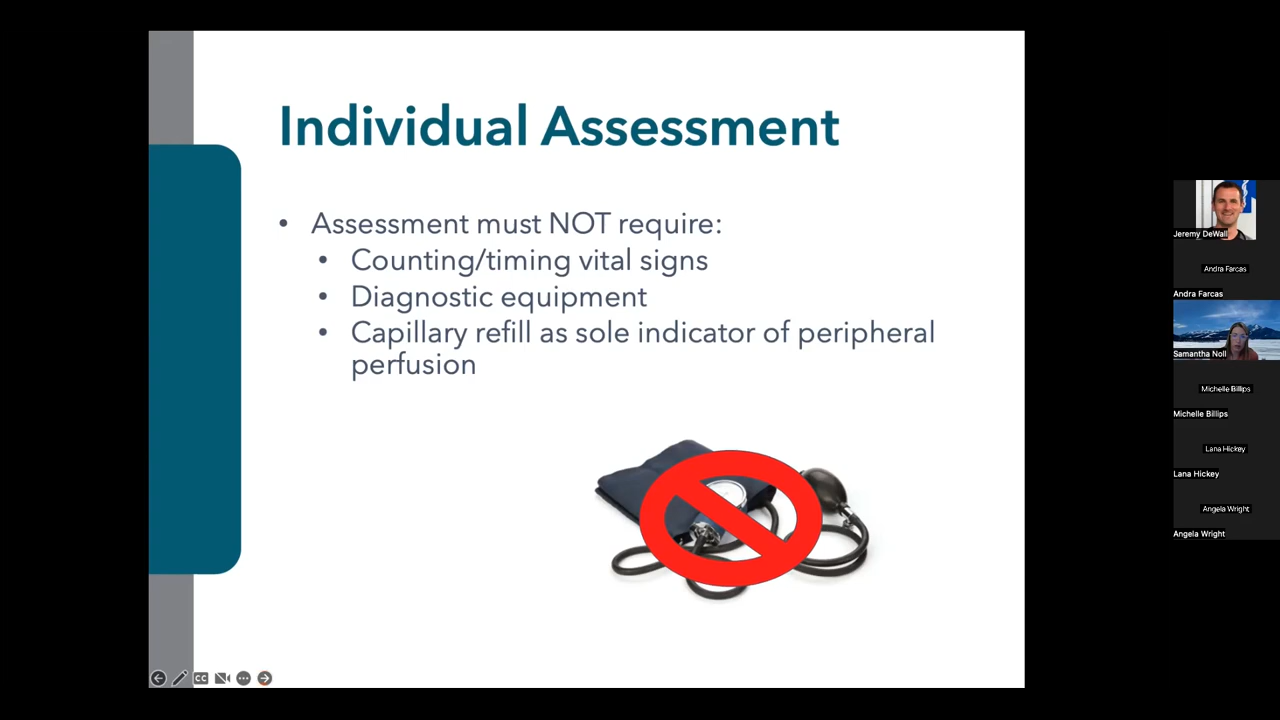 Individual Assessment
• Assessment must NOT require:
• Counting/timing vital signs
• Diagnostic equipment
• Capillary refill as sole indicator of peripheral
perfusion
CC
Jeremy DeWall
Andra Farcas
Andra Farcas
Samantha Noll
Michelle Billips
Michelle Billips
Lana Hickey
Lana Hickey
Angela Wright
Angela Wright